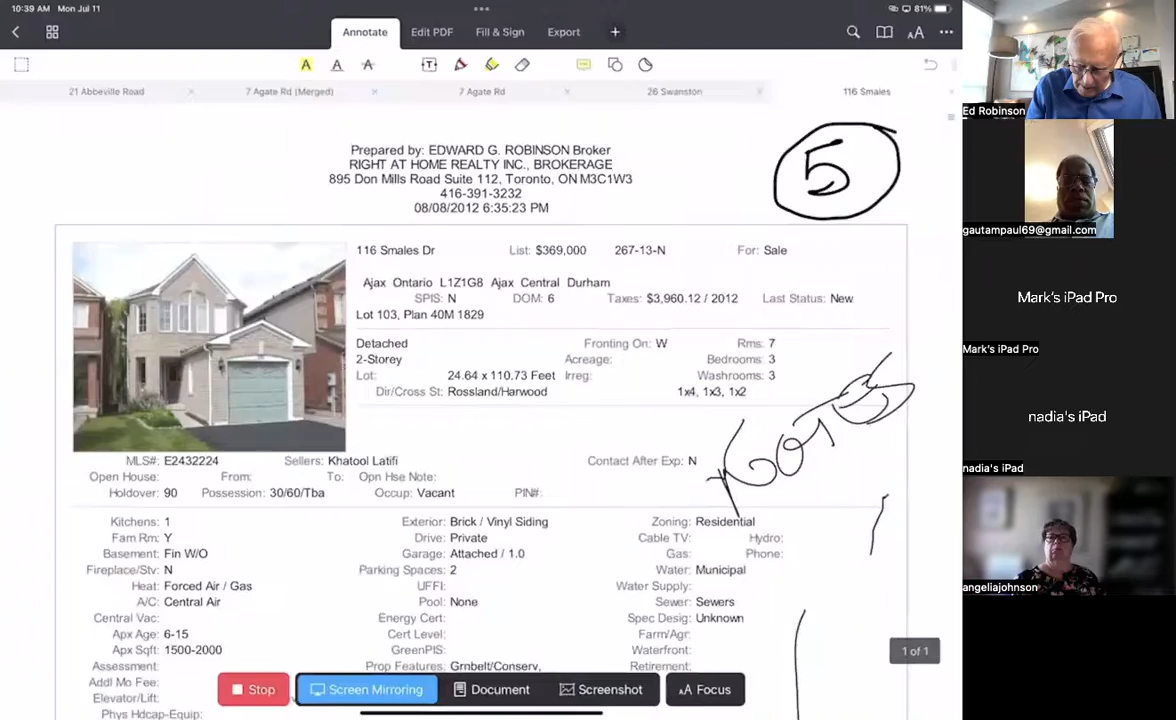 10:39 AM Mon Jul 11
81%
Annotate Edit PDF Fill & Sign Export +
21 Abbeville Road × 7 Agate Rd (Merged) × 7 Agate Rd × 26 Swanston × 116 Smales
Prepared by: EDWARD G. ROBINSON Broker
RIGHT AT HOME REALTY INC., BROKERAGE
895 Don Mills Road Suite 112, Toronto, ON M3C1W3
416-391-3232
08/08/2012 6:35:23 PM
5
116 Smales Dr List: $369,000 267-13-N For: Sale
Ajax Ontario L1Z1G8 Ajax Central Durham
SPIS: N DOM: 6 Taxes: $3,960.12 / 2012 Last Status: New
Lot 103, Plan 40M 1829
Detached Fronting On: W Rms: 7
2-Storey Acreage: Bedrooms: 3
Lot: 24.64 x 110.73 Feet Irreg: Washrooms: 3
Dir/Cross St: Rossland/Harwood 1x4, 1x3, 1x2
MLS#: E2432224 Sellers: Khatool Latifi Contact After Exp: N
Open House: From: To: Opn Hse Note:
Holdover: 90 Possession: 30/60/Tba Occup: Vacant PIN#:
Kitchens: 1 Exterior: Brick / Vinyl Siding Zoning: Residential
Fam Rm: Y Drive: Private Cable TV: Hydro:
Basement: Fin W/O Garage: Attached / 1.0 Gas: Phone:
Fireplace/Stv: N Parking Spaces: 2 Water: Municipal
Heat: Forced Air / Gas UFFI: Water Supply:
A/C: Central Air Pool: None Sewer: Sewers
Central Vac: Energy Cert: Spec Desig: Unknown
Apx Age: 6-15 Cert Level: Farm/Agr:
Apx Sqft: 1500-2000 GreenPIS: Waterfront:
Assessment: Prop Features: Grnbelt/Conserv, Retirement:
Addl Mo Fee:
Elevator/Lift:
Phys Hdcap-Equip:
1 of 1
Stop Screen Mirroring Document Screenshot AA Focus
Ed Robinson
gautampaul69@gmail.com
Mark's iPad Pro
Mark's iPad Pro
nadia's iPad
nadia's iPad
angeliajohnson